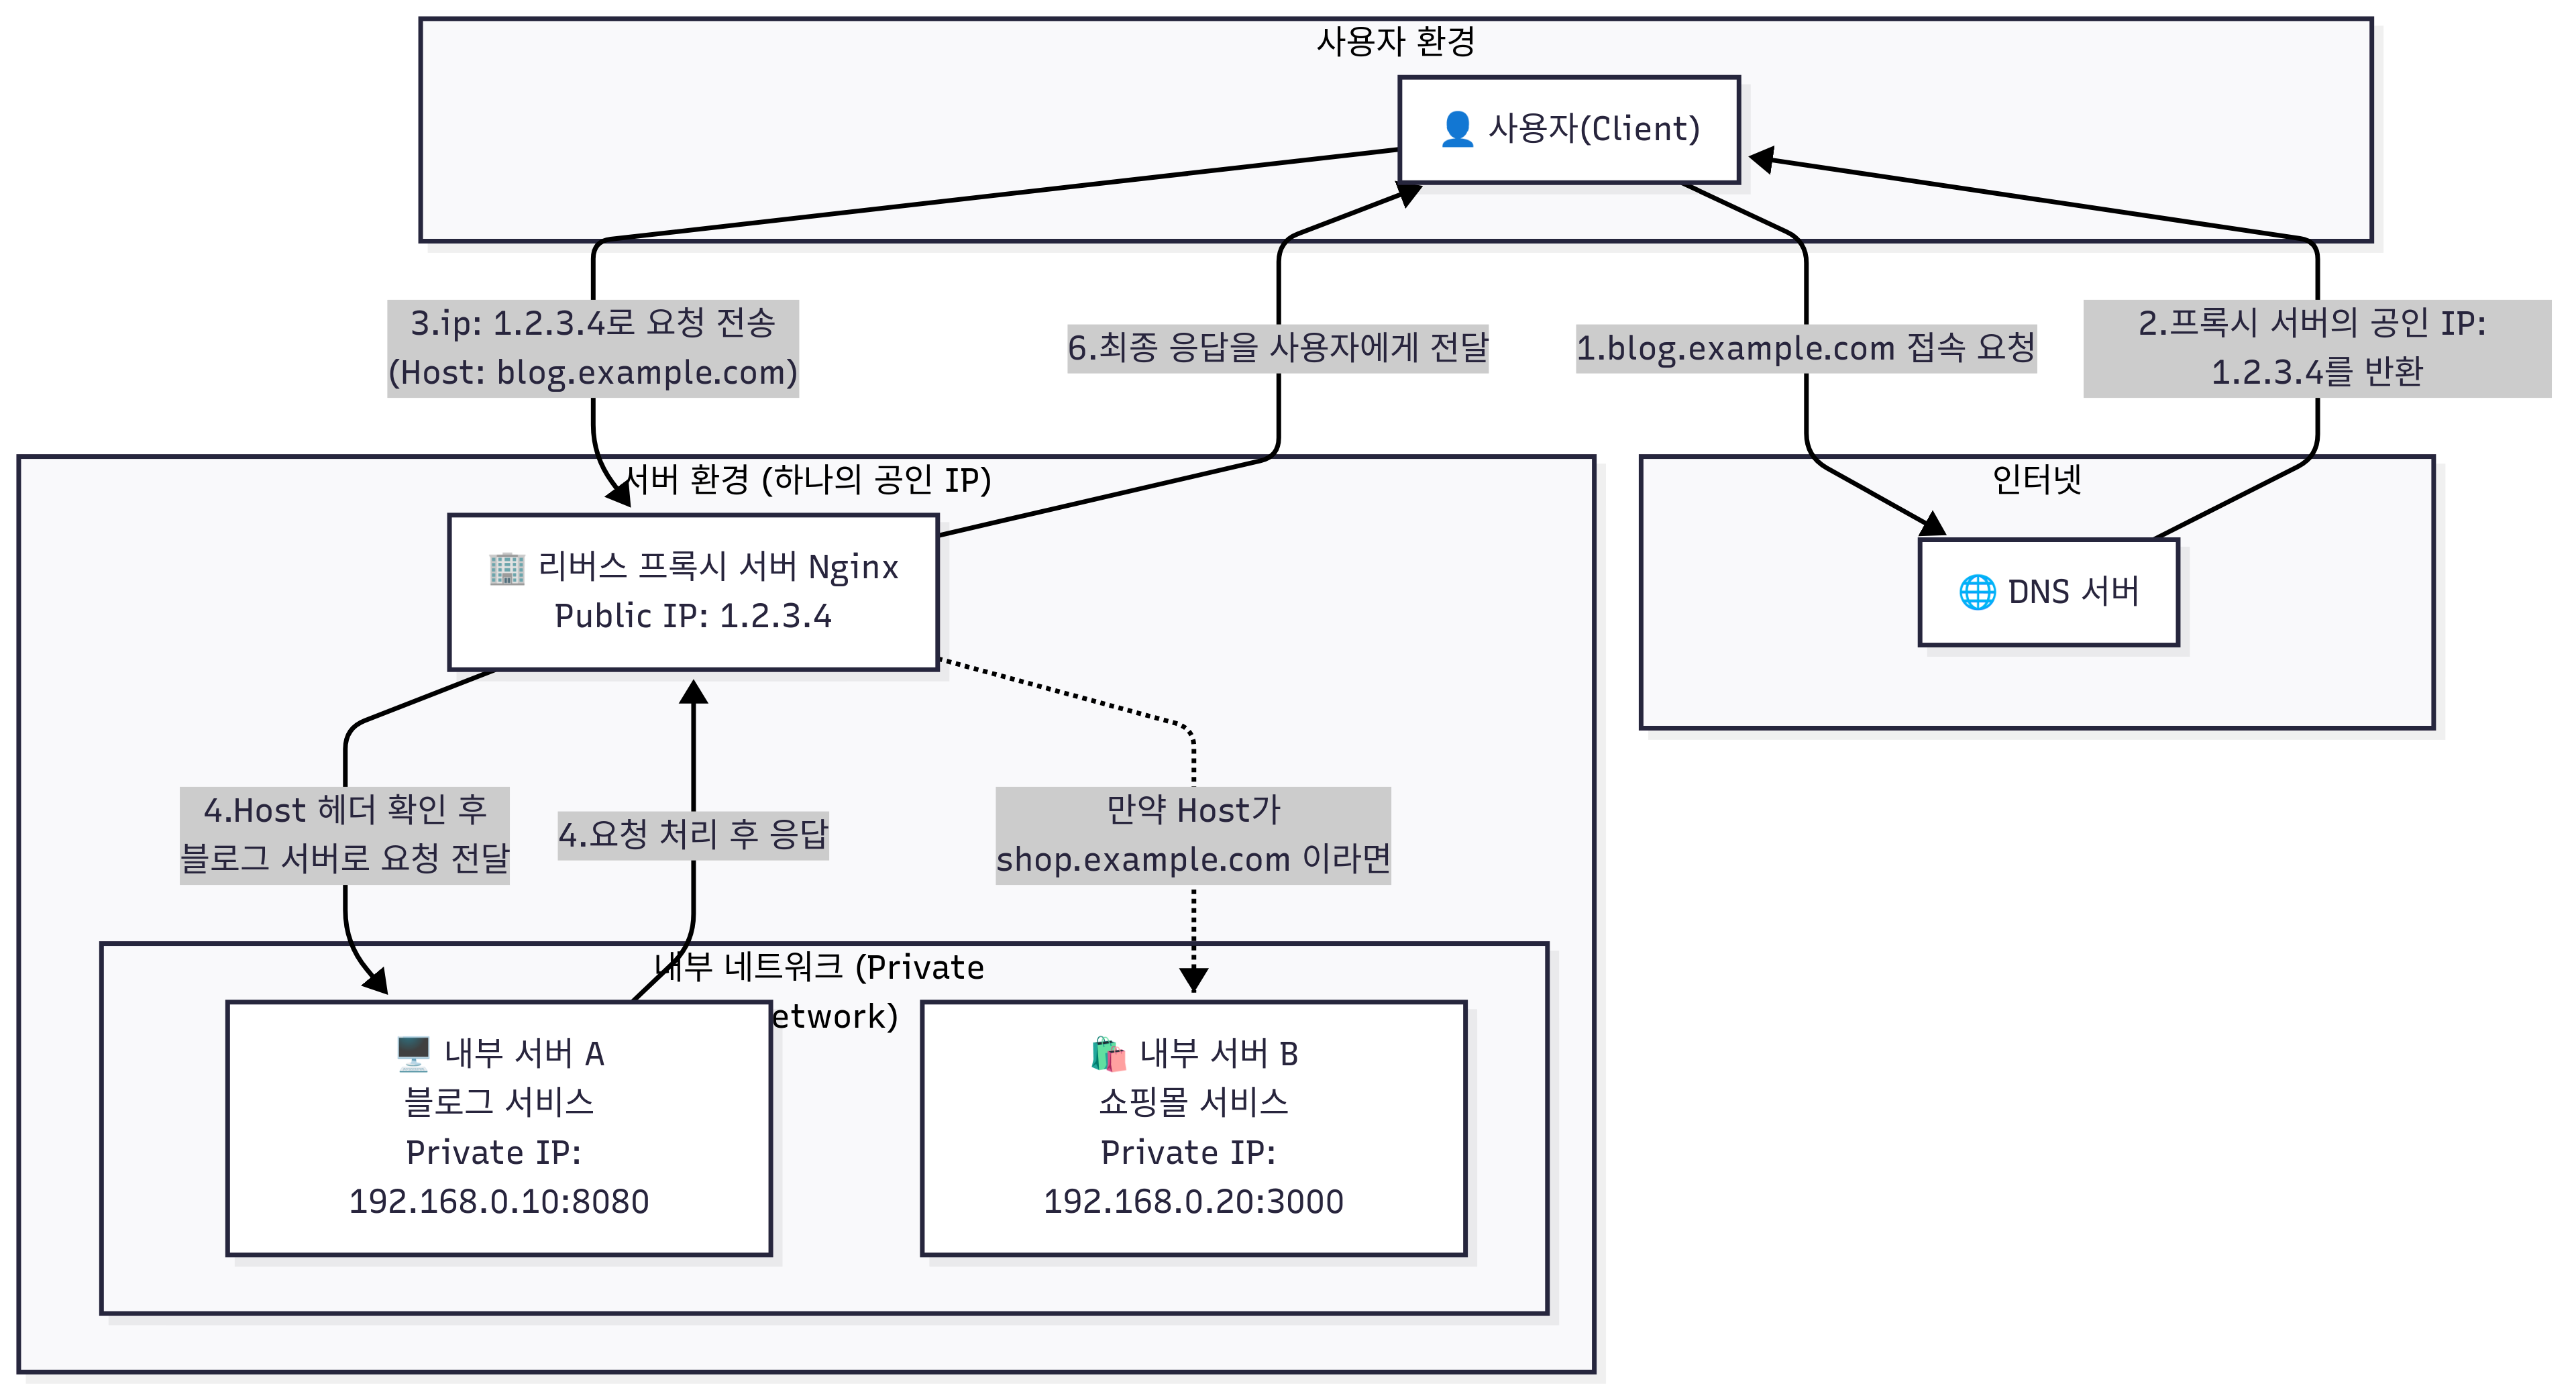 사용자 환경
👤 사용자(Client)
3.ip: 1.2.3.4로 요청 전송
(Host: blog.example.com)
6.최종 응답을 사용자에게 전달
1.blog.example.com 접속 요청
2.프록시 서버의 공인 IP:
1.2.3.4를 반환
서버 환경 (하나의 공인 IP)
🏢 리버스 프록시 서버 Nginx
Public IP: 1.2.3.4
인터넷
🌐 DNS 서버
4.Host 헤더 확인 후
블로그 서버로 요청 전달
4.요청 처리 후 응답
만약 Host가
shop.example.com 이라면
내부 네트워크 (Private
etwork)
🖥️ 내부 서버 A
블로그 서비스
Private IP:
192.168.0.10:8080
🛍️ 내부 서버 B
쇼핑몰 서비스
Private IP:
192.168.0.20:3000